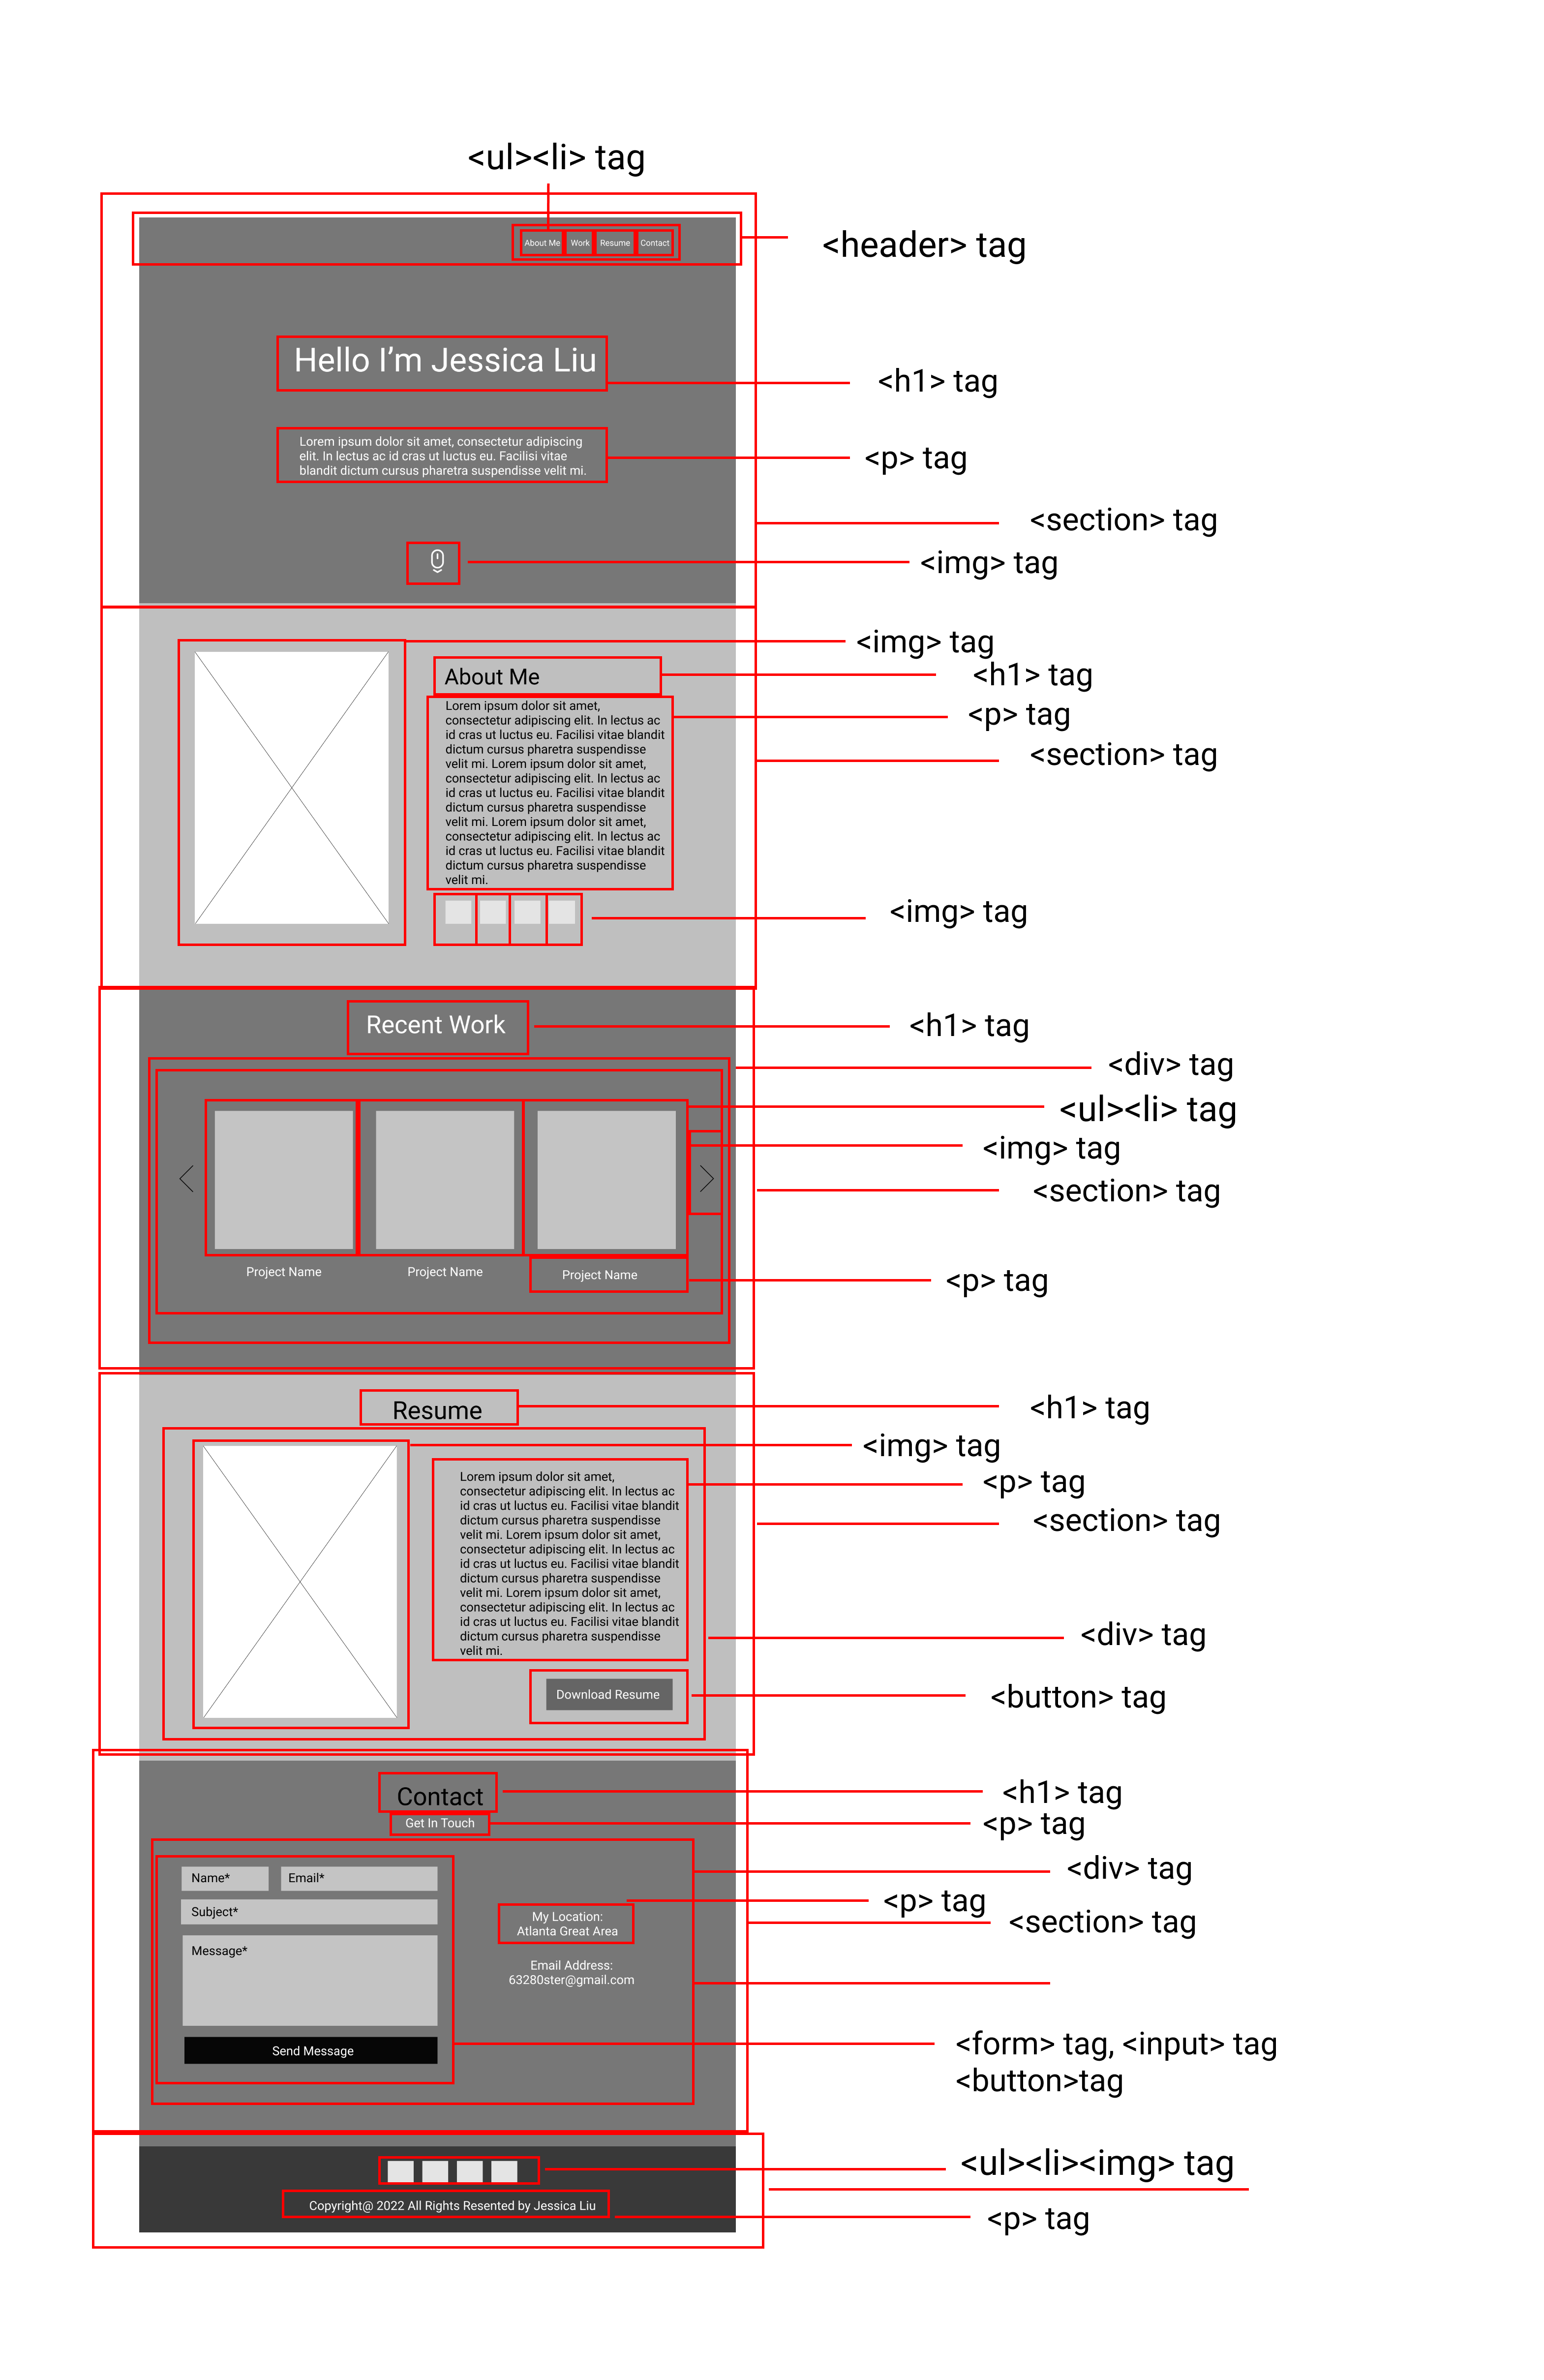 <ul><li> tag
About Me Work Resume Contact
<header> tag
Hello I’m Jessica Liu
<h1> tag
Lorem ipsum dolor sit amet, consectetur adipiscing
elit. In lectus ac id cras ut luctus eu. Facilisi vitae
blandit dictum cursus pharetra suspendisse velit mi.
<p> tag
<section> tag
<img> tag
<img> tag
About Me
<h1> tag
Lorem ipsum dolor sit amet,
consectetur adipiscing elit. In lectus ac
id cras ut luctus eu. Facilisi vitae blandit
dictum cursus pharetra suspendisse
velit mi. Lorem ipsum dolor sit amet,
consectetur adipiscing elit. In lectus ac
id cras ut luctus eu. Facilisi vitae blandit
dictum cursus pharetra suspendisse
velit mi. Lorem ipsum dolor sit amet,
consectetur adipiscing elit. In lectus ac
id cras ut luctus eu. Facilisi vitae blandit
dictum cursus pharetra suspendisse
velit mi.
<p> tag
<section> tag
<img> tag
Recent Work
<h1> tag
<div> tag
<ul><li> tag
<img> tag
<section> tag
Project Name
Project Name
Project Name
<p> tag
Resume
<h1> tag
<img> tag
Lorem ipsum dolor sit amet,
consectetur adipiscing elit. In lectus ac
id cras ut luctus eu. Facilisi vitae blandit
dictum cursus pharetra suspendisse
velit mi. Lorem ipsum dolor sit amet,
consectetur adipiscing elit. In lectus ac
id cras ut luctus eu. Facilisi vitae blandit
dictum cursus pharetra suspendisse
velit mi. Lorem ipsum dolor sit amet,
consectetur adipiscing elit. In lectus ac
id cras ut luctus eu. Facilisi vitae blandit
dictum cursus pharetra suspendisse
velit mi.
<p> tag
<section> tag
<div> tag
Download Resume
<button> tag
Contact
<h1> tag
Get In Touch
<p> tag
Name* Email*
Subject*
Message*
Send Message
<div> tag
My Location:
Atlanta Great Area
<p> tag
<section> tag
Email Address:
63280ster@gmail.com
<form> tag, <input> tag
<button>tag
<ul><li><img> tag
Copyright@ 2022 All Rights Resented by Jessica Liu
<p> tag